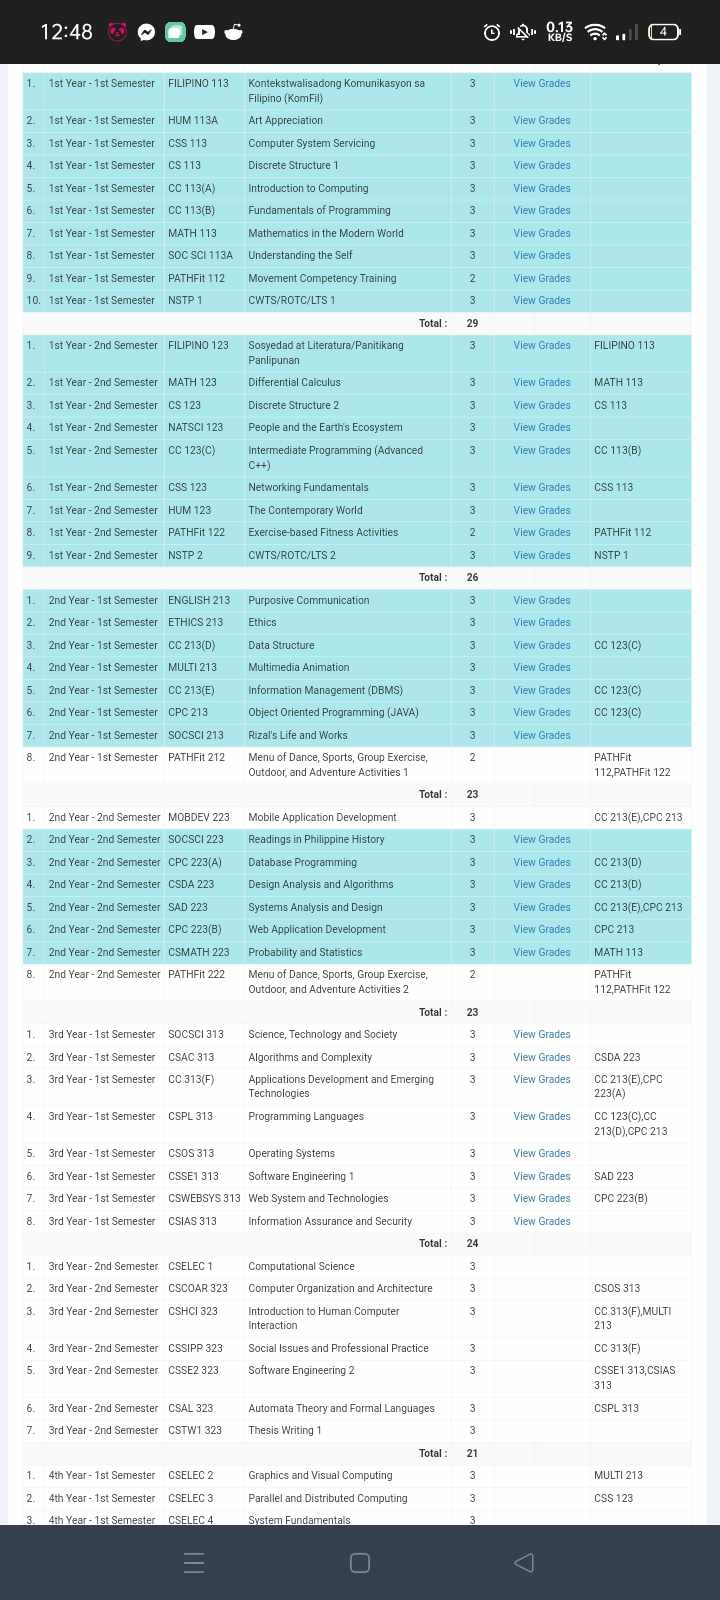 12:48 0.13 KB/S 4
1. 1st Year - 1st Semester FILIPINO 113 Kontekstwalisadong Komunikasyon sa Filipino (KomFil) 3 View Grades
2. 1st Year - 1st Semester HUM 113A Art Appreciation 3 View Grades
3. 1st Year - 1st Semester CSS 113 Computer System Servicing 3 View Grades
4. 1st Year - 1st Semester CS 113 Discrete Structure 1 3 View Grades
5. 1st Year - 1st Semester CC 113(A) Introduction to Computing 3 View Grades
6. 1st Year - 1st Semester CC 113(B) Fundamentals of Programming 3 View Grades
7. 1st Year - 1st Semester MATH 113 Mathematics in the Modern World 3 View Grades
8. 1st Year - 1st Semester SOC SCI 113A Understanding the Self 3 View Grades
9. 1st Year - 1st Semester PATHFit 112 Movement Competency Training 2 View Grades
10. 1st Year - 1st Semester NSTP 1 CWTS/ROTC/LTS 1 3 View Grades
Total : 29
1. 1st Year - 2nd Semester FILIPINO 123 Sosyedad at Literatura/Panitikang Panlipunan 3 View Grades FILIPINO 113
2. 1st Year - 2nd Semester MATH 123 Differential Calculus 3 View Grades MATH 113
3. 1st Year - 2nd Semester CS 123 Discrete Structure 2 3 View Grades CS 113
4. 1st Year - 2nd Semester NATSCI 123 People and the Earth's Ecosystem 3 View Grades
5. 1st Year - 2nd Semester CC 123(C) Intermediate Programming (Advanced C++) 3 View Grades CC 113(B)
6. 1st Year - 2nd Semester CSS 123 Networking Fundamentals 3 View Grades CSS 113
7. 1st Year - 2nd Semester HUM 123 The Contemporary World 3 View Grades
8. 1st Year - 2nd Semester PATHFit 122 Exercise-based Fitness Activities 2 View Grades PATHFit 112
9. 1st Year - 2nd Semester NSTP 2 CWTS/ROTC/LTS 2 3 View Grades NSTP 1
Total : 26
1. 2nd Year - 1st Semester ENGLISH 213 Purposive Communication 3 View Grades
2. 2nd Year - 1st Semester ETHICS 213 Ethics 3 View Grades
3. 2nd Year - 1st Semester CC 213(D) Data Structure 3 View Grades CC 123(C)
4. 2nd Year - 1st Semester MULTI 213 Multimedia Animation 3 View Grades
5. 2nd Year - 1st Semester CC 213(E) Information Management (DBMS) 3 View Grades CC 123(C)
6. 2nd Year - 1st Semester CPC 213 Object Oriented Programming (JAVA) 3 View Grades CC 123(C)
7. 2nd Year - 1st Semester SOCSCI 213 Rizal's Life and Works 3 View Grades
8. 2nd Year - 1st Semester PATHFit 212 Menu of Dance, Sports, Group Exercise, Outdoor, and Adventure Activities 1 2 PATHFit 112,PATHFit 122
Total : 23
1. 2nd Year - 2nd Semester MOBDEV 223 Mobile Application Development 3 CC 213(E),CPC 213
2. 2nd Year - 2nd Semester SOCSCI 223 Readings in Philippine History 3 View Grades
3. 2nd Year - 2nd Semester CPC 223(A) Database Programming 3 View Grades CC 213(D)
4. 2nd Year - 2nd Semester CSDA 223 Design Analysis and Algorithms 3 View Grades CC 213(D)
5. 2nd Year - 2nd Semester SAD 223 Systems Analysis and Design 3 View Grades CC 213(E),CPC 213
6. 2nd Year - 2nd Semester CPC 223(B) Web Application Development 3 View Grades CPC 213
7. 2nd Year - 2nd Semester CSMATH 223 Probability and Statistics 3 View Grades MATH 113
8. 2nd Year - 2nd Semester PATHFit 222 Menu of Dance, Sports, Group Exercise, Outdoor, and Adventure Activities 2 2 PATHFit 112,PATHFit 122
Total : 23
1. 3rd Year - 1st Semester SOCSCI 313 Science, Technology and Society 3 View Grades
2. 3rd Year - 1st Semester CSAC 313 Algorithms and Complexity 3 View Grades CSDA 223
3. 3rd Year - 1st Semester CC 313(F) Applications Development and Emerging Technologies 3 View Grades CC 213(E),CPC 223(A)
4. 3rd Year - 1st Semester CSPL 313 Programming Languages 3 View Grades CC 123(C),CC 213(D),CPC 213
5. 3rd Year - 1st Semester CSOS 313 Operating Systems 3 View Grades
6. 3rd Year - 1st Semester CSSE1 313 Software Engineering 1 3 View Grades SAD 223
7. 3rd Year - 1st Semester CSWEBSYS 313 Web System and Technologies 3 View Grades CPC 223(B)
8. 3rd Year - 1st Semester CSIAS 313 Information Assurance and Security 3 View Grades
Total : 24
1. 3rd Year - 2nd Semester CSELEC 1 Computational Science 3
2. 3rd Year - 2nd Semester CSCOAR 323 Computer Organization and Architecture 3 CSOS 313
3. 3rd Year - 2nd Semester CSHCI 323 Introduction to Human Computer Interaction 3 CC 313(F),MULTI 213
4. 3rd Year - 2nd Semester CSSIPP 323 Social Issues and Professional Practice 3 CC 313(F)
5. 3rd Year - 2nd Semester CSSE2 323 Software Engineering 2 3 CSSE1 313,CSIAS 313
6. 3rd Year - 2nd Semester CSAL 323 Automata Theory and Formal Languages 3 CSPL 313
7. 3rd Year - 2nd Semester CSTW1 323 Thesis Writing 1 3
Total : 21
1. 4th Year - 1st Semester CSELEC 2 Graphics and Visual Computing 3 MULTI 213
2. 4th Year - 1st Semester CSELEC 3 Parallel and Distributed Computing 3 CSS 123
3. 4th Year - 1st Semester CSELEC 4 System Fundamentals 3